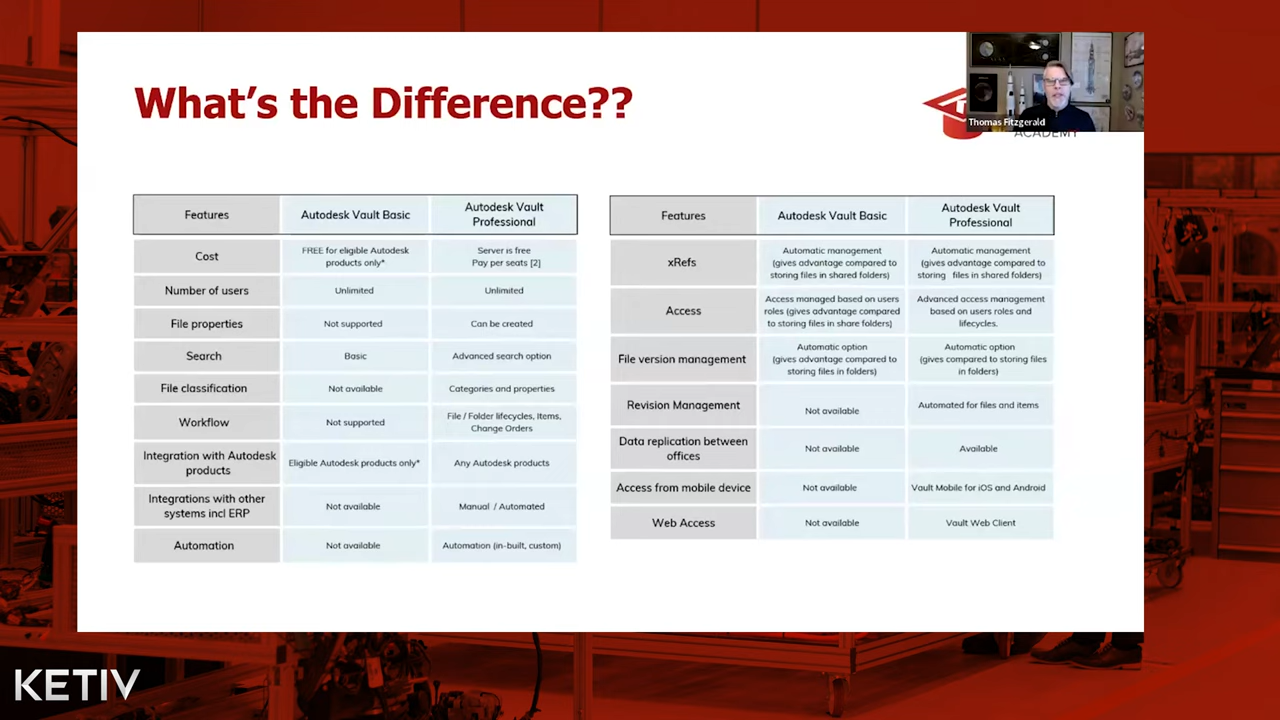 What's the Difference??
Thomas Fitzgerald
ACADEMY
Features
Autodesk Vault Basic
Autodesk Vault
Professional
Cost
FREE for eligible Autodesk
products only*
Server is free
Pay per seats [2]
Number of users
Unlimited
Unlimited
File properties
Not supported
Can be created
Search
Basic
Advanced search option
File classification
Not available
Categories and properties
Workflow
Not supported
File / Folder lifecycles, Items,
Change Orders
Integration with Autodesk
products
Eligible Autodesk products only*
Any Autodesk products
Integrations with other
systems incl ERP
Not available
Manual / Automated
Automation
Not available
Automation (in-built, custom)
Features
Autodesk Vault Basic
Autodesk Vault
Professional
xRefs
Automatic management
(gives advantage compared to
storing files in shared folders)
Automatic management
(gives advantage compared to
storing files in shared folders)
Access
Access managed based on users
roles (gives advantage compared
to storing files in share folders)
Advanced access management
based on users roles and
lifecycles.
File version management
Automatic option
(gives advantage compared to
storing files in folders)
Automatic option
(gives compared to storing files
in folders)
Revision Management
Not available
Automated for files and items
Data replication between
offices
Not available
Available
Access from mobile device
Not available
Vault Mobile for iOS and Android
Web Access
Not available
Vault Web Client
KETIV